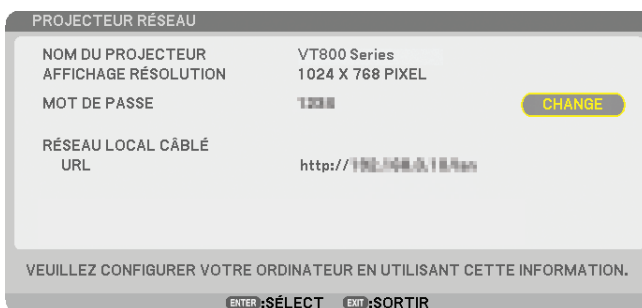 PROJECTEUR RÉSEAU
NOM DU PROJECTEUR VT800 Series
AFFICHAGE RÉSOLUTION 1024 X 768 PIXEL
MOT DE PASSE CHANGE
RÉSEAU LOCAL CÂBLÉ
URL http://
VEUILLEZ CONFIGURER VOTRE ORDINATEUR EN UTILISANT CETTE INFORMATION.
ENTER :SÉLECT EXIT :SORTIR